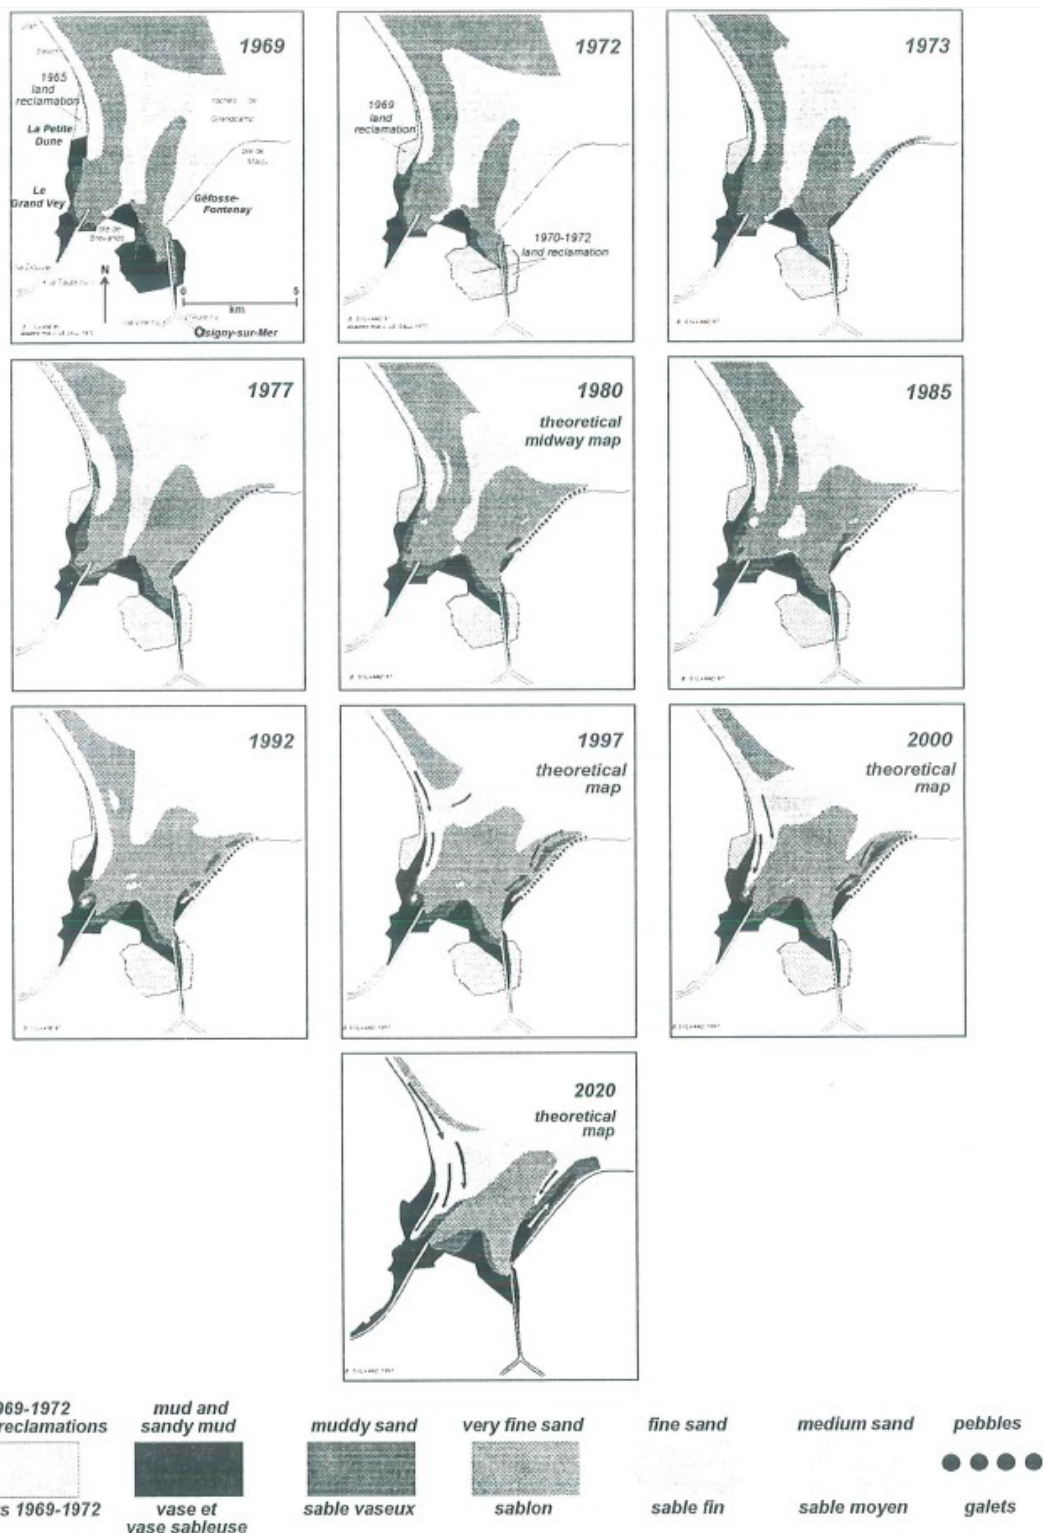 1969
1965
land
reclamation
La Petite
Dune
Le
Grand Vey
Grandcamp
Géfosse-
Fontenay
N
0 5
km
Osigny-sur-Mer
1972
1969
land
reclamation
1970-1972
land reclamation
1973
1977
1980
theoretical
midway map
1985
1992
1997
theoretical
map
2000
theoretical
map
2020
theoretical
map
69-1972
reclamations
1969-1972
mud and
sandy mud
vase et
vase sableuse
muddy sand
sable vaseux
very fine sand
sablon
fine sand
sable fin
medium sand
sable moyen
pebbles
galets